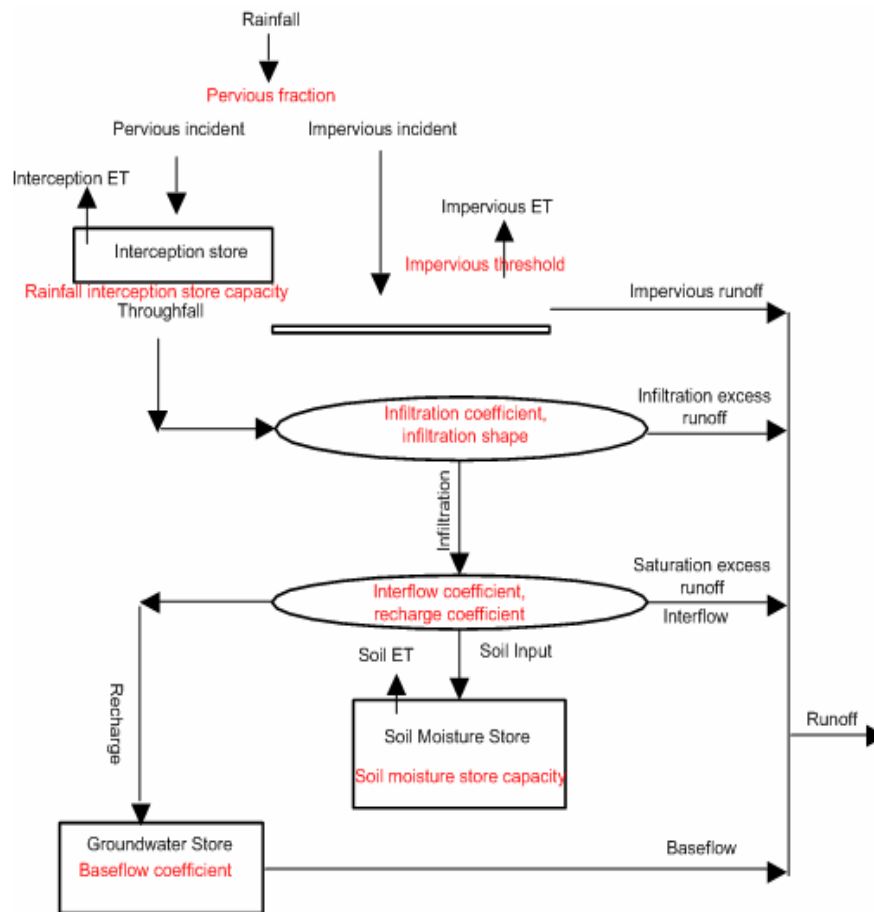 Rainfall
Pervious fraction
Pervious incident
Impervious incident
Interception ET
Impervious ET
Interception store
Impervious threshold
Rainfall interception store capacity
Impervious runoff
Throughfall
Infiltration coefficient,
infiltration shape
Infiltration excess
runoff
Infiltration
Interflow coefficient,
recharge coefficient
Saturation excess
runoff
Interflow
Soil ET
Soil Input
Recharge
Soil Moisture Store
Soil moisture store capacity
Runoff
Groundwater Store
Baseflow coefficient
Baseflow